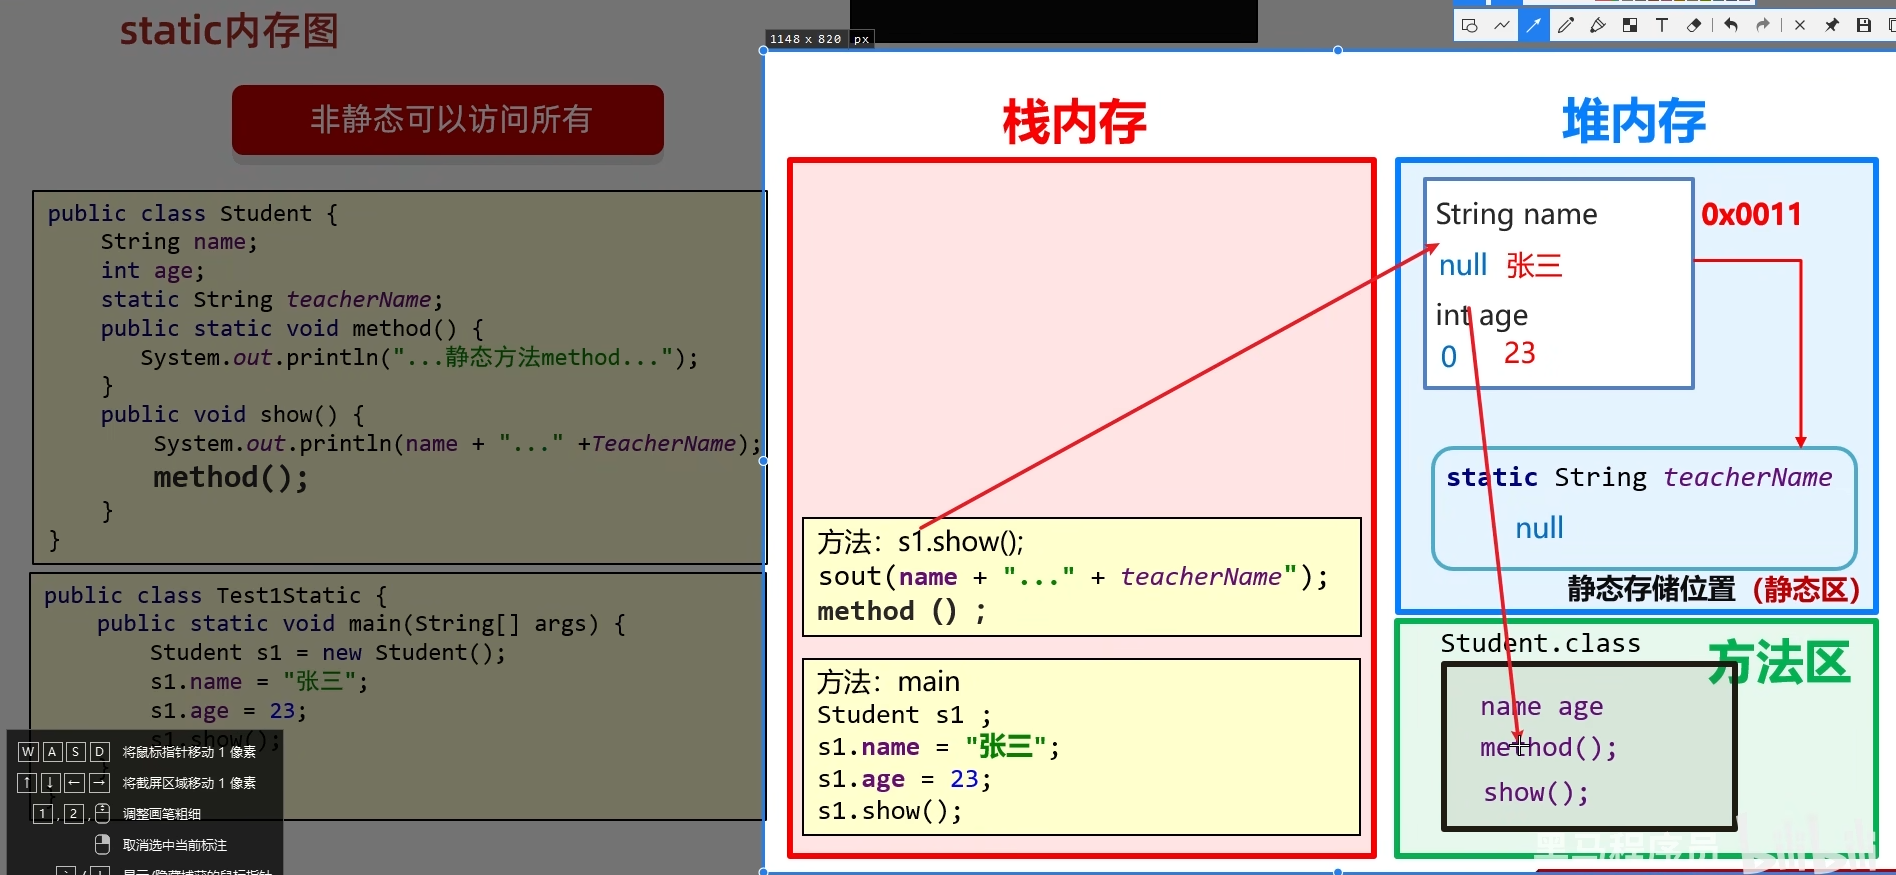 static内存图
非静态可以访问所有
public class Student {
String name;
int age;
static String teacherName;
public static void method() {
System.out.println("...静态方法method...");
}
public void show() {
System.out.println(name + "..." +TeacherName);
method();
}
}
public class Test1Static {
public static void main(String[] args) {
Student s1 = new Student();
s1.name = "张三";
s1.age = 23;
s1.show();
W A S D 将鼠标指针移动 1 像素
↑ ↓ ← → 将截屏区域移动 1 像素
1 , 2 , 调整画笔粗细
取消选中当前标注
1148 x 820 px
栈内存
方法：s1.show();
sout(name + "..." + teacherName");
method () ;
方法：main
Student s1 ;
s1.name = "张三";
s1.age = 23;
s1.show();
堆内存
String name
0x0011
null 张三
int age
0 23
static String teacherName
null
静态存储位置（静态区）
Student.class
方法区
name age
method();
show();
黑马程序员